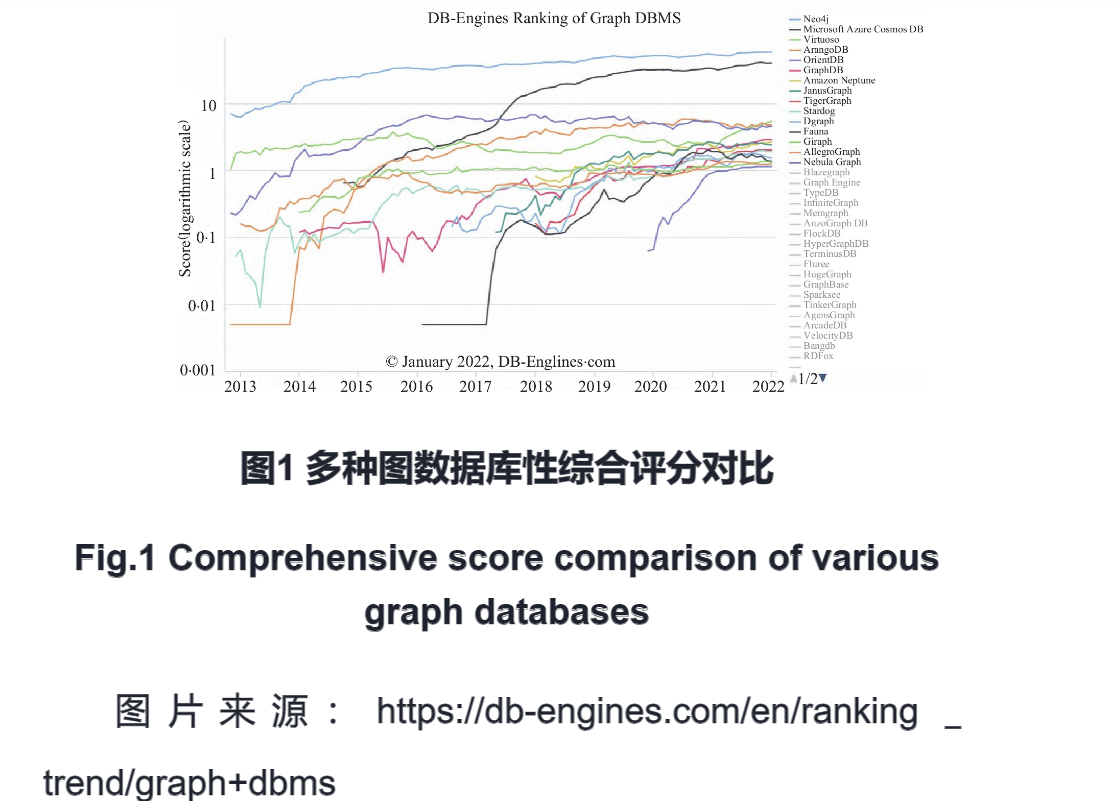 DB-Engines Ranking of Graph DBMS
Score(logarithmic scale)
10
1
0·1
0·01
0·001
© January 2022, DB-Englines·com
2013 2014 2015 2016 2017 2018 2019 2020 2021 2022
Neo4j
Microsoft Azure Cosmos DB
Virtuoso
ArangoDB
OrientDB
GraphDB
Amazon Neptune
JanusGraph
TigerGraph
Stardog
Dgraph
Fauna
Giraph
AllegroGraph
Nebula Graph
Blazegraph
Graph Engine
TypeDB
InfiniteGraph
Memgraph
AnzoGraph DB
FlockDB
HyperGraphDB
TerminusDB
Fluree
HugeGraph
GraphBase
Sparksee
TinkerGraph
AgensGraph
ArcadeDB
VelocityDB
Bangdb
RDFox
▲1/2▼
图1 多种图数据库性综合评分对比
Fig.1 Comprehensive score comparison of various
graph databases
图片来源： https://db-engines.com/en/ranking _
trend/graph+dbms